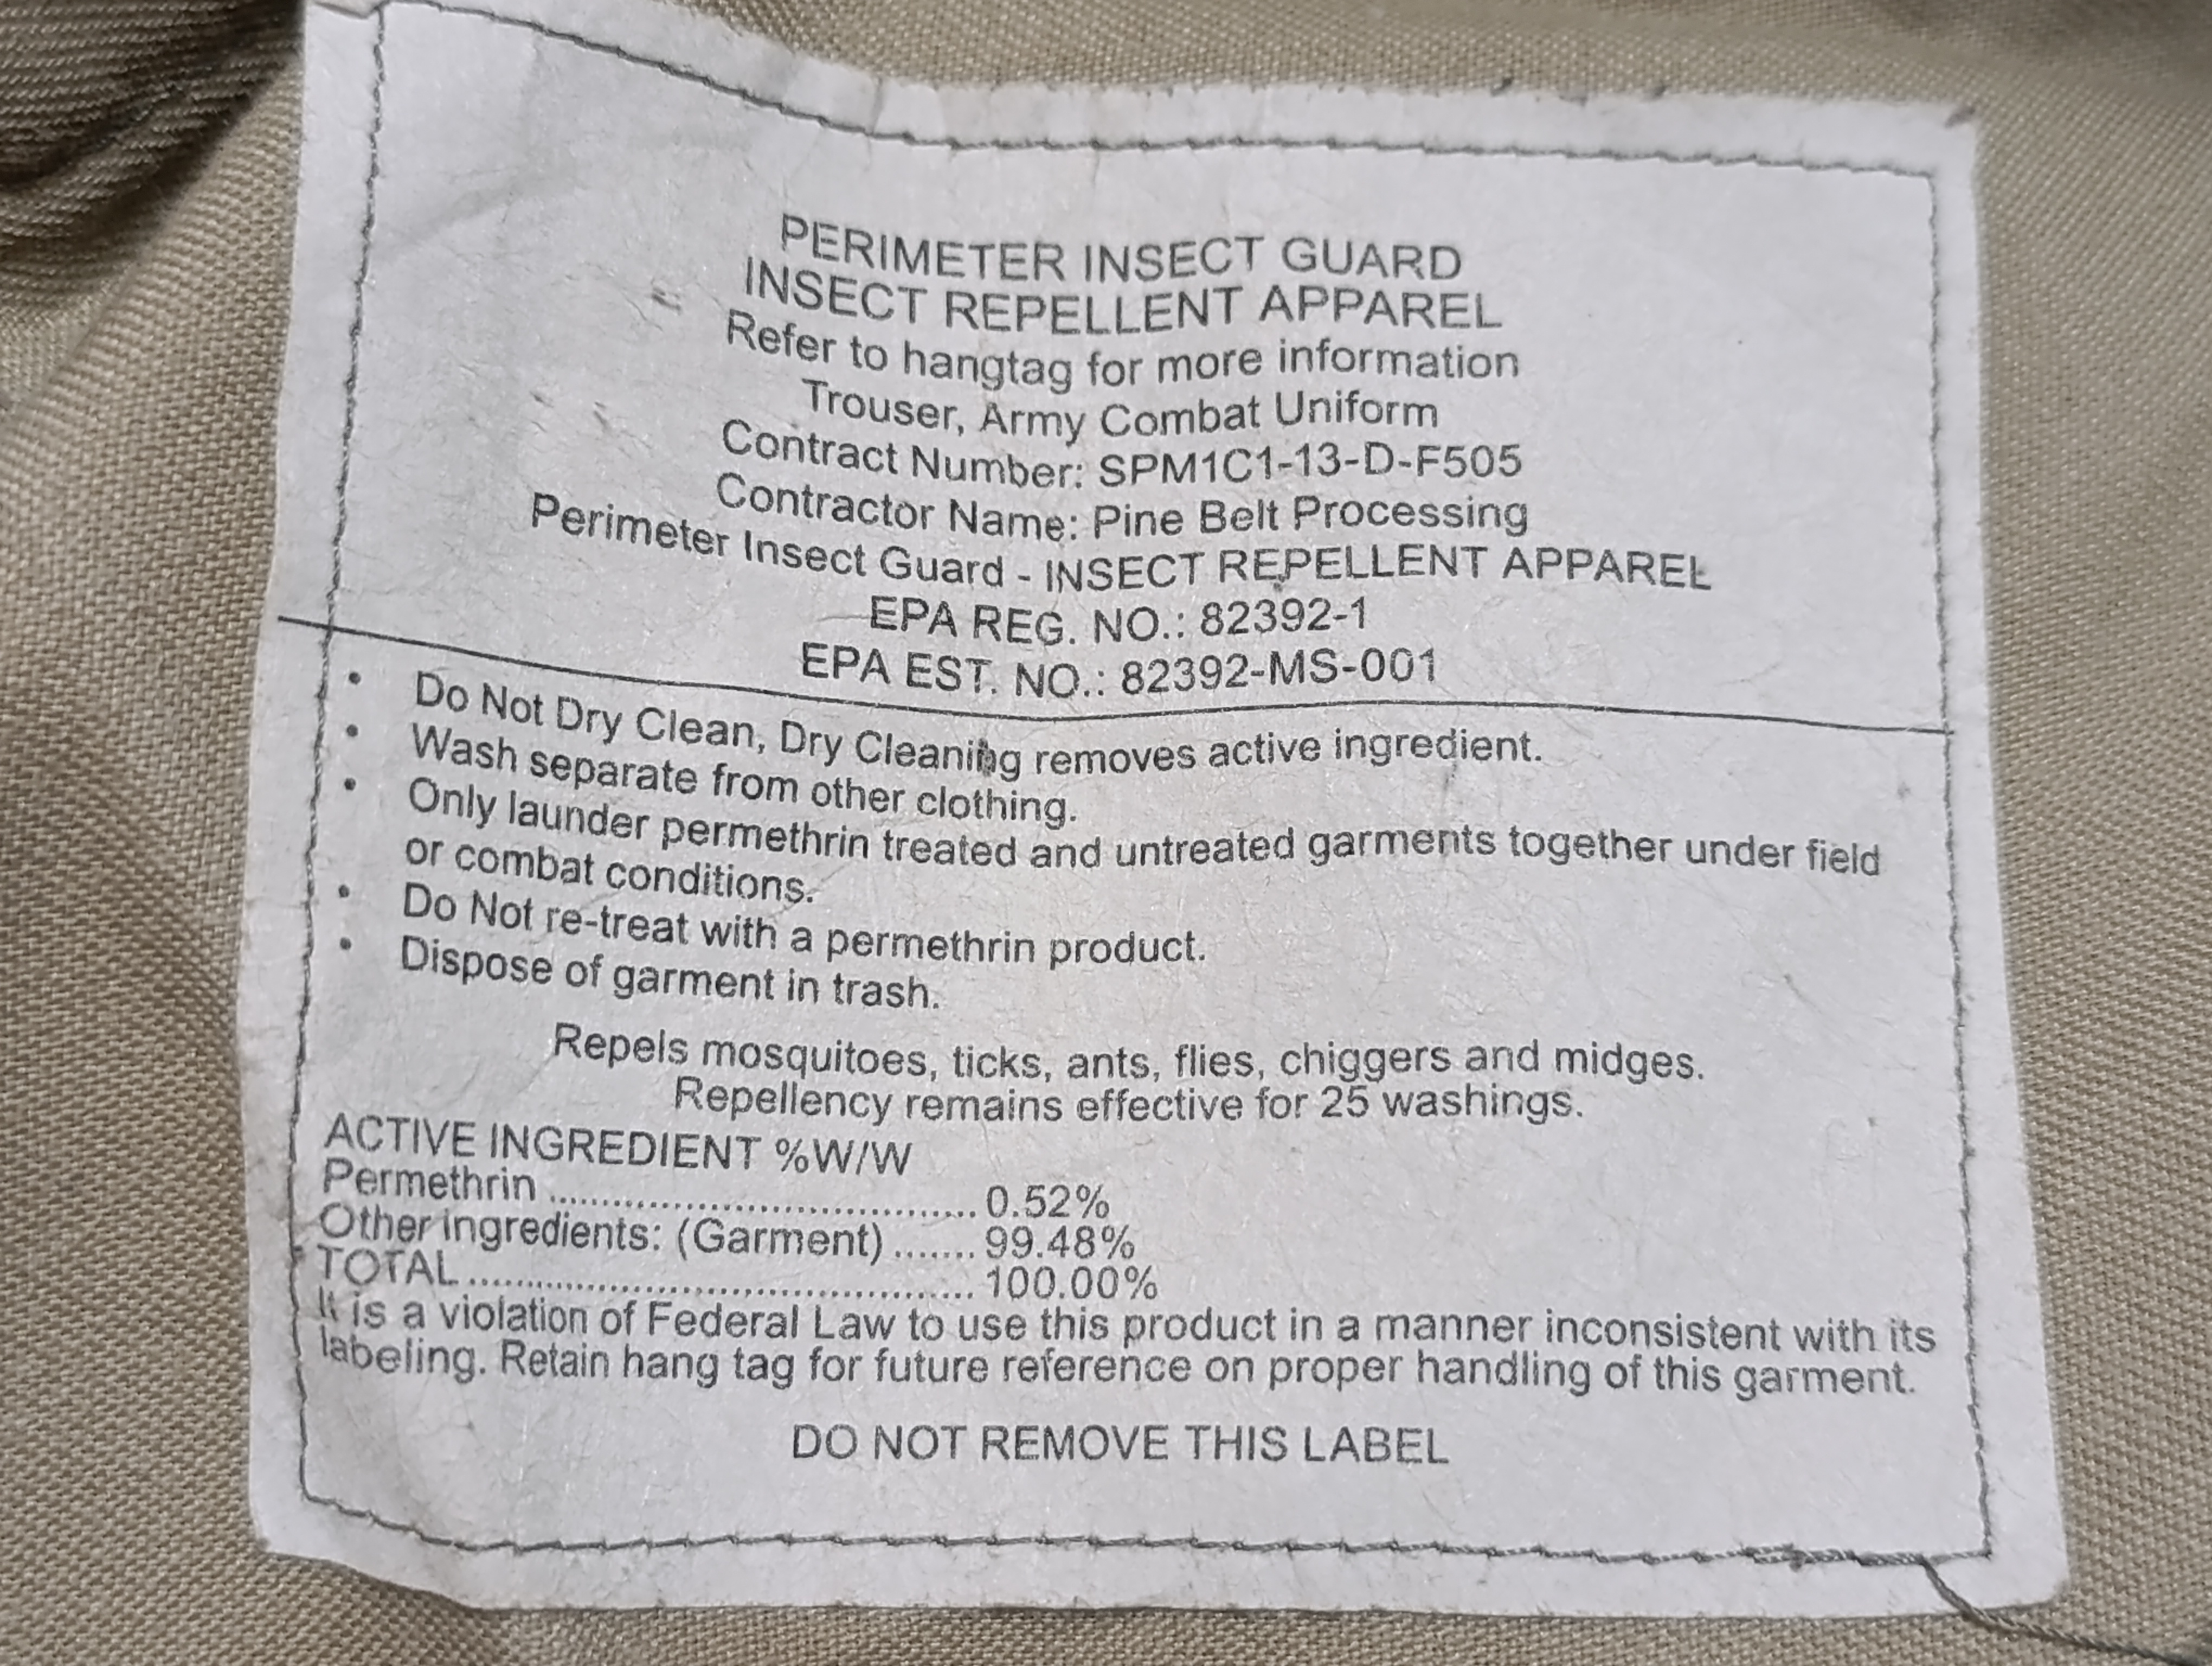 PERIMETER INSECT GUARD
INSECT REPELLENT APPAREL
Refer to hangtag for more information
Trouser, Army Combat Uniform
Contract Number: SPM1C1-13-D-F505
Contractor Name: Pine Belt Processing
Perimeter Insect Guard - INSECT REPELLENT APPAREL
EPA REG. NO.: 82392-1
EPA EST. NO.: 82392-MS-001
• Do Not Dry Clean, Dry Cleaning removes active ingredient.
• Wash separate from other clothing.
• Only launder permethrin treated and untreated garments together under field
or combat conditions.
• Do Not re-treat with a permethrin product.
• Dispose of garment in trash.
Repels mosquitoes, ticks, ants, flies, chiggers and midges.
Repellency remains effective for 25 washings.
ACTIVE INGREDIENT %W/W
Permethrin ........................................ 0.52%
Other ingredients: (Garment) ....... 99.48%
TOTAL ................................................ 100.00%
It is a violation of Federal Law to use this product in a manner inconsistent with its
labeling. Retain hang tag for future reference on proper handling of this garment.
DO NOT REMOVE THIS LABEL